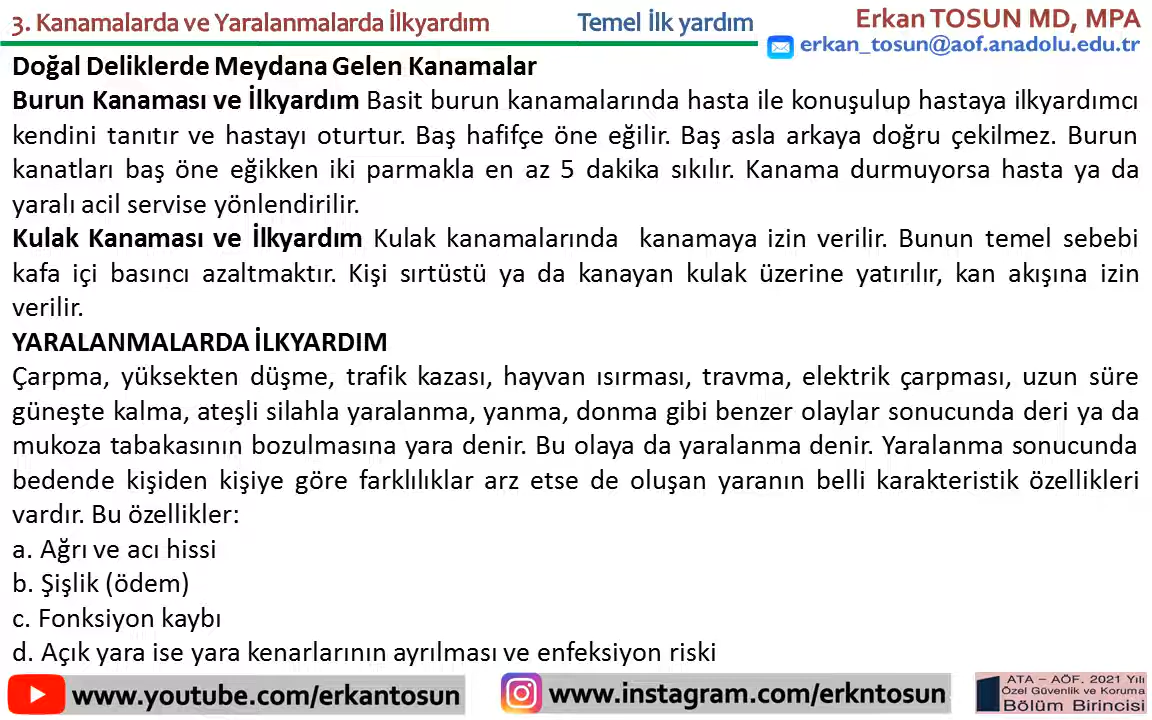 3. Kanamalarda ve Yaralanmalarda İlkyardım
Temel İlk yardım
Erkan TOSUN MD, MPA
erkan_tosun@aof.anadolu.edu.tr
Doğal Deliklerde Meydana Gelen Kanamalar
Burun Kanaması ve İlkyardım Basit burun kanamalarında hasta ile konuşulup hastaya ilkyardımcı
kendini tanıtır ve hastayı oturtur. Baş hafifçe öne eğilir. Baş asla arkaya doğru çekilmez. Burun
kanatları baş öne eğikken iki parmakla en az 5 dakika sıkılır. Kanama durmuyorsa hasta ya da
yaralı acil servise yönlendirilir.
Kulak Kanaması ve İlkyardım Kulak kanamalarında kanamaya izin verilir. Bunun temel sebebi
kafa içi basıncı azaltmaktır. Kişi sırtüstü ya da kanayan kulak üzerine yatırılır, kan akışına izin
verilir.
YARALANMALARDA İLKYARDIM
Çarpma, yüksekten düşme, trafik kazası, hayvan ısırması, travma, elektrik çarpması, uzun süre
güneşte kalma, ateşli silahla yaralanma, yanma, donma gibi benzer olaylar sonucunda deri ya da
mukoza tabakasının bozulmasına yara denir. Bu olaya da yaralanma denir. Yaralanma sonucunda
bedende kişiden kişiye göre farklılıklar arz etse de oluşan yaranın belli karakteristik özellikleri
vardır. Bu özellikler:
a. Ağrı ve acı hissi
b. Şişlik (ödem)
c. Fonksiyon kaybı
d. Açık yara ise yara kenarlarının ayrılması ve enfeksiyon riski
www.youtube.com/erkantosun
www.instagram.com/erkntosun
ATA – AÖF. 2021 Yılı
Özel Güvenlik ve Koruma
Bölüm Birincisi